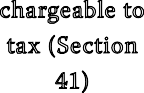 chargeable to
tax (Section
41)